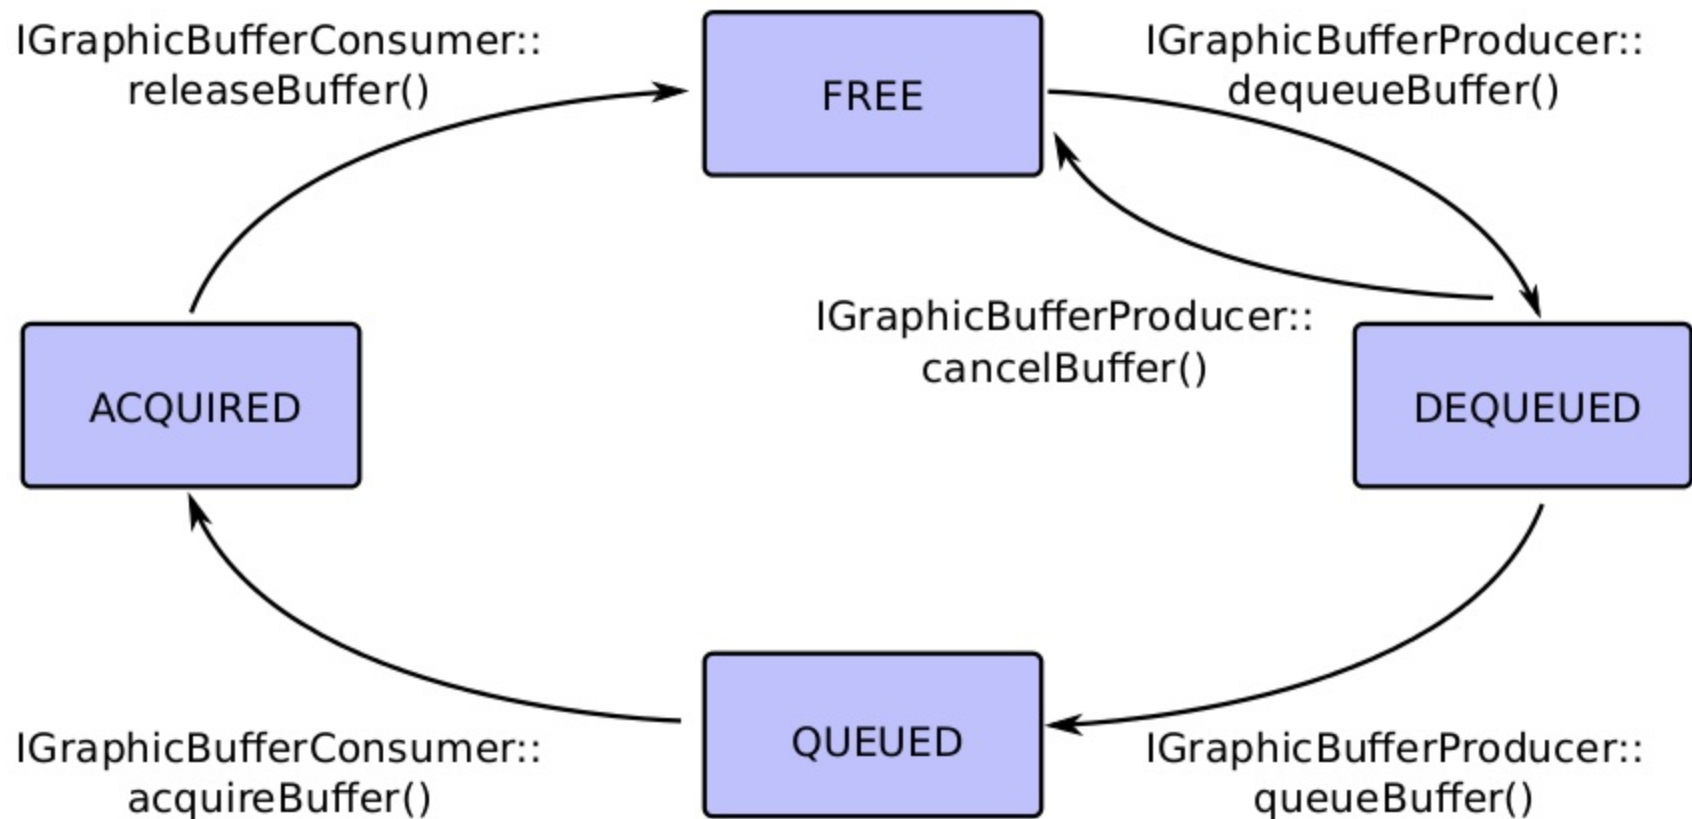 IGraphicBufferConsumer::
releaseBuffer()
FREE
IGraphicBufferProducer::
dequeueBuffer()
IGraphicBufferProducer::
cancelBuffer()
ACQUIRED
DEQUEUED
IGraphicBufferConsumer::
acquireBuffer()
QUEUED
IGraphicBufferProducer::
queueBuffer()